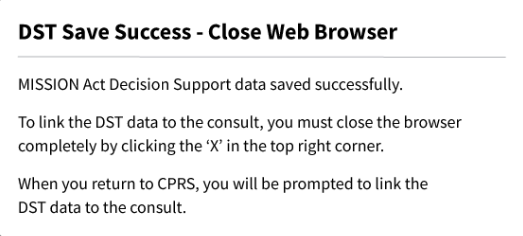 DST Save Success - Close Web Browser
MISSION Act Decision Support data saved successfully.
To link the DST data to the consult, you must close the browser
completely by clicking the ‘X’ in the top right corner.
When you return to CPRS, you will be prompted to link the
DST data to the consult.